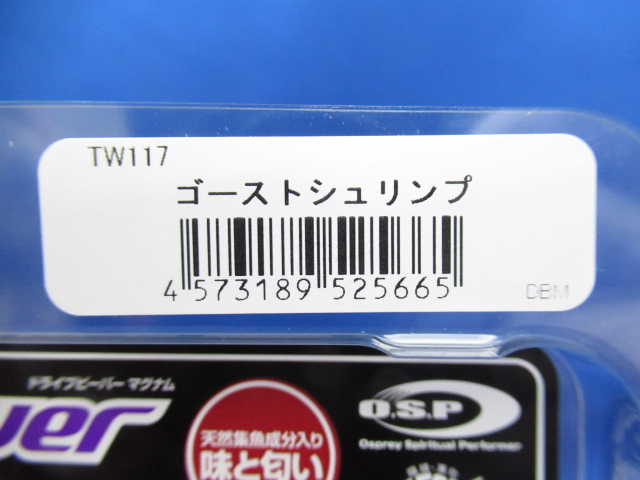 TW117
ゴーストシュリンプ
4 573189 525665
DBM
ドライブビーバー マグナム
ver
天然集魚成分入り
味と匂い
O.S.P
Osprey Spiritual Performer